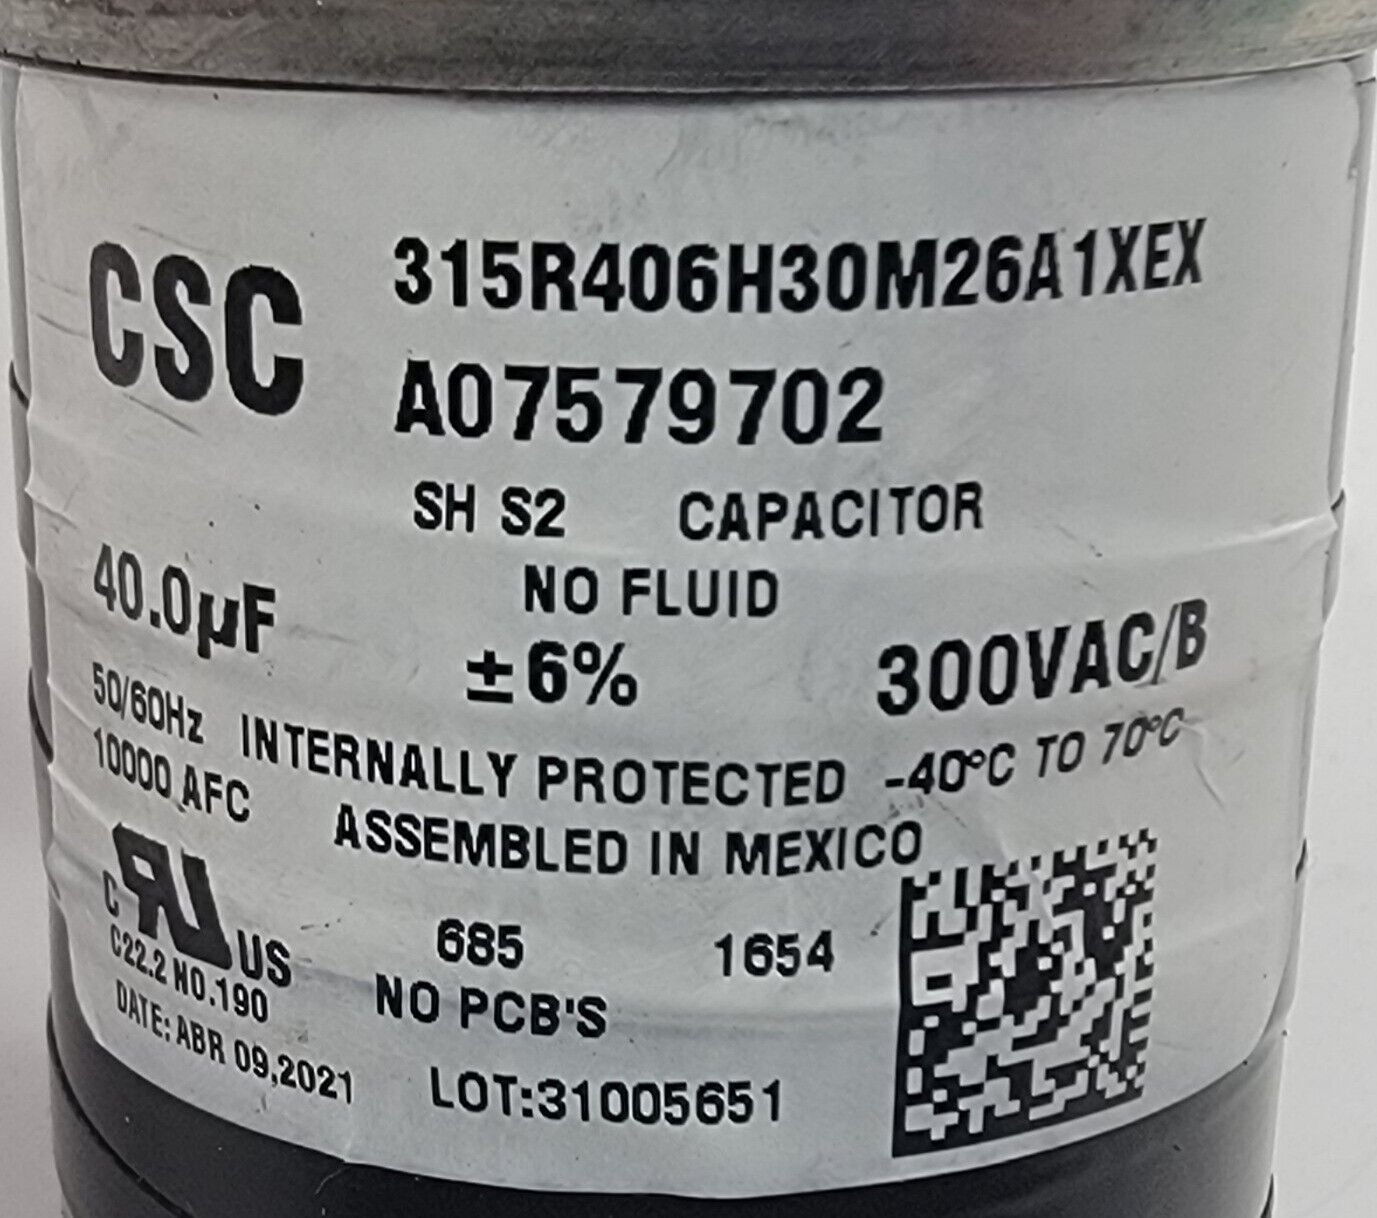 CSC 315R406H30M26A1XEX
A07579702
SH S2 CAPACITOR
NO FLUID
40.0µF ±6% 300VAC/B
50/60Hz INTERNALLY PROTECTED -40°C TO 70°C
10000 AFC ASSEMBLED IN MEXICO
C RU US 685 1654
C22.2 NO.190 NO PCB'S
DATE: ABR 09,2021 LOT:31005651